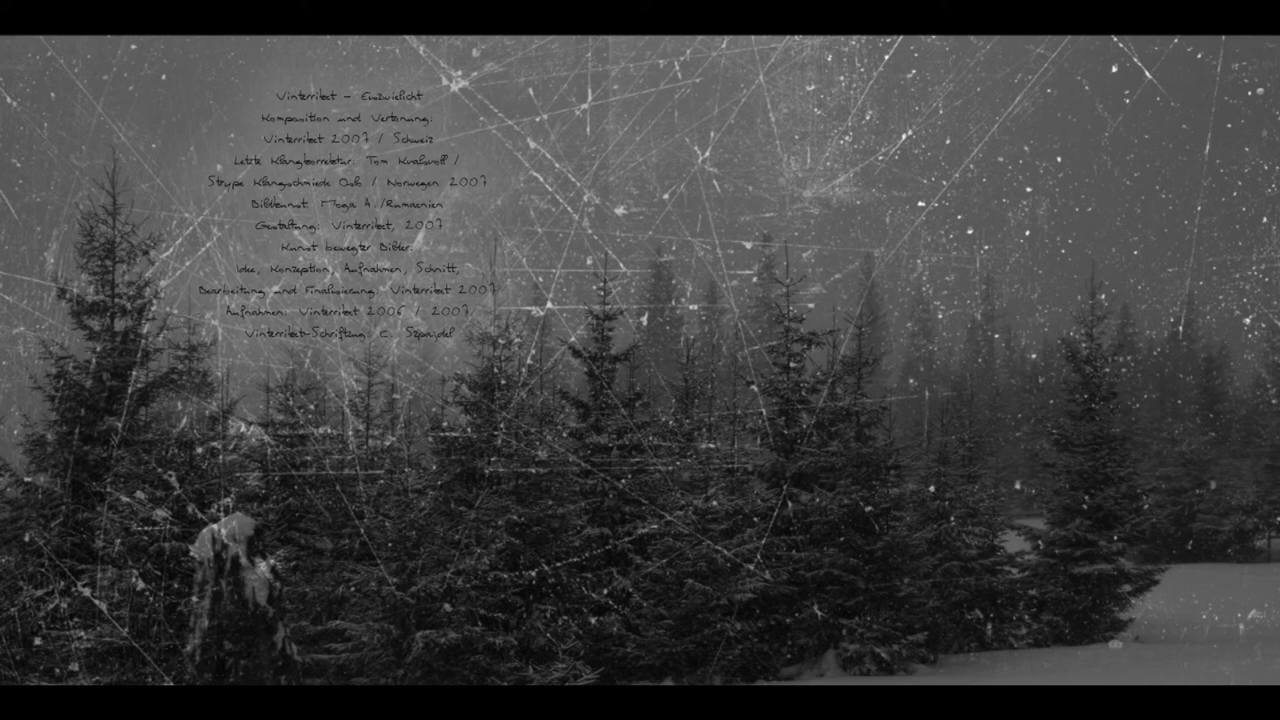 Vinterriket – Eiszwielicht
Komposition und Vertonung:
Vinterriket 2007 / Schweiz
Letzte Klangkorrektur: Tom Kvålsvoll /
Strype Klangschmiede Oslo / Norwegen 2007
Bildkunst: Moga A./Rumaenien
Gestaltung: Vinterriket, 2007
Kunst bewegter Bilder:
Idee, Konzeption, Aufnahmen, Schnitt,
Bearbeitung und Finalisierung: Vinterriket 2007
Aufnahmen: Vinterriket 2006 / 2007
Vinterriket-Schriftzug: C. Szpajdel